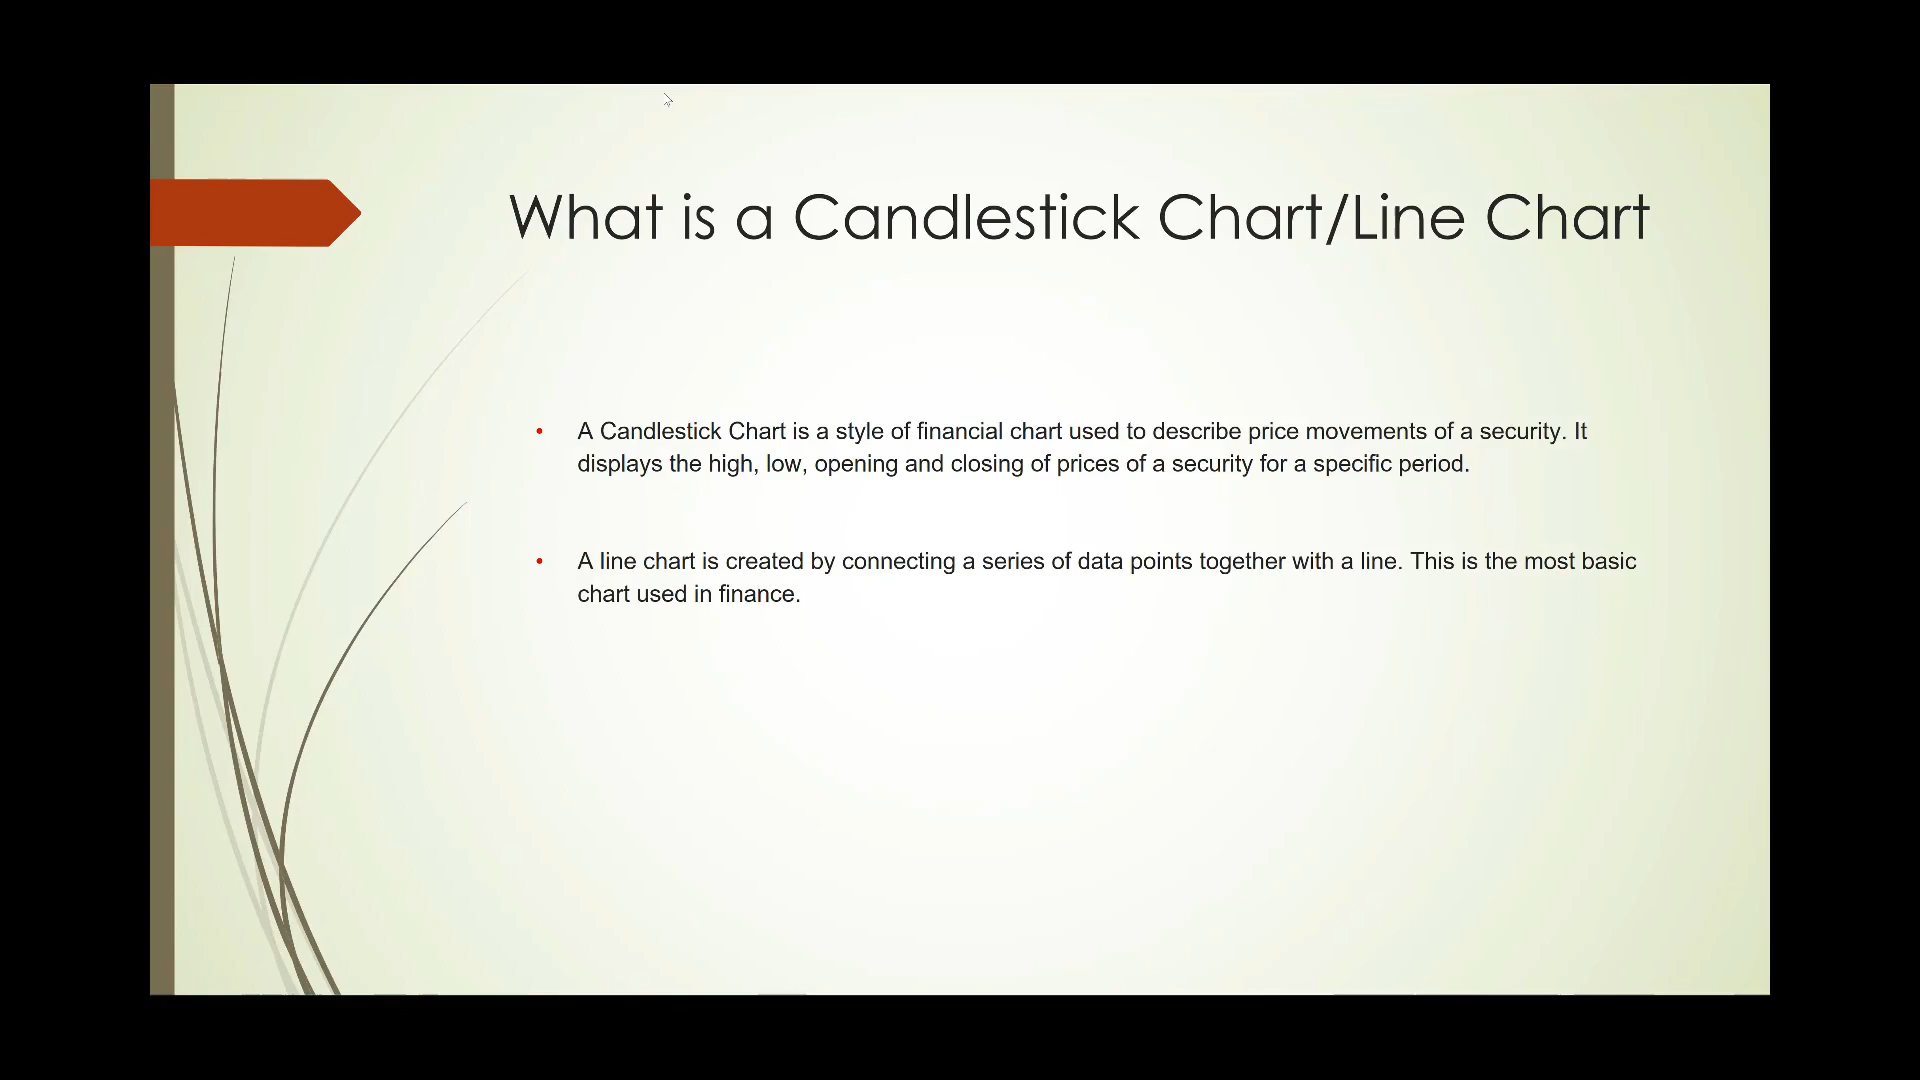 What is a Candlestick Chart/Line Chart
• A Candlestick Chart is a style of financial chart used to describe price movements of a security. It
displays the high, low, opening and closing of prices of a security for a specific period.
• A line chart is created by connecting a series of data points together with a line. This is the most basic
chart used in finance.